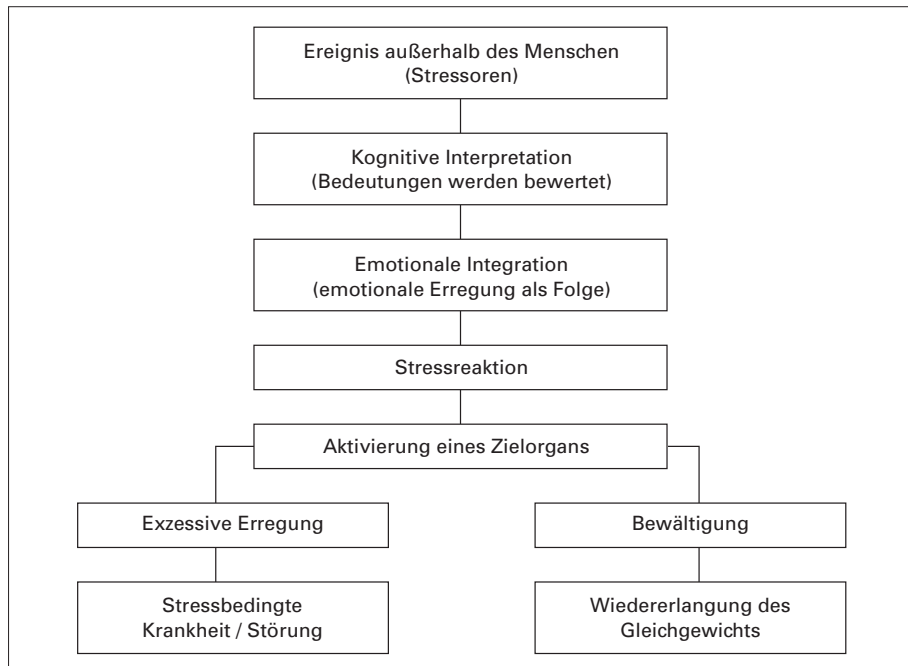 Ereignis außerhalb des Menschen
(Stressoren)
Kognitive Interpretation
(Bedeutungen werden bewertet)
Emotionale Integration
(emotionale Erregung als Folge)
Stressreaktion
Aktivierung eines Zielorgans
Exzessive Erregung
Bewältigung
Stressbedingte
Krankheit / Störung
Wiedererlangung des
Gleichgewichts